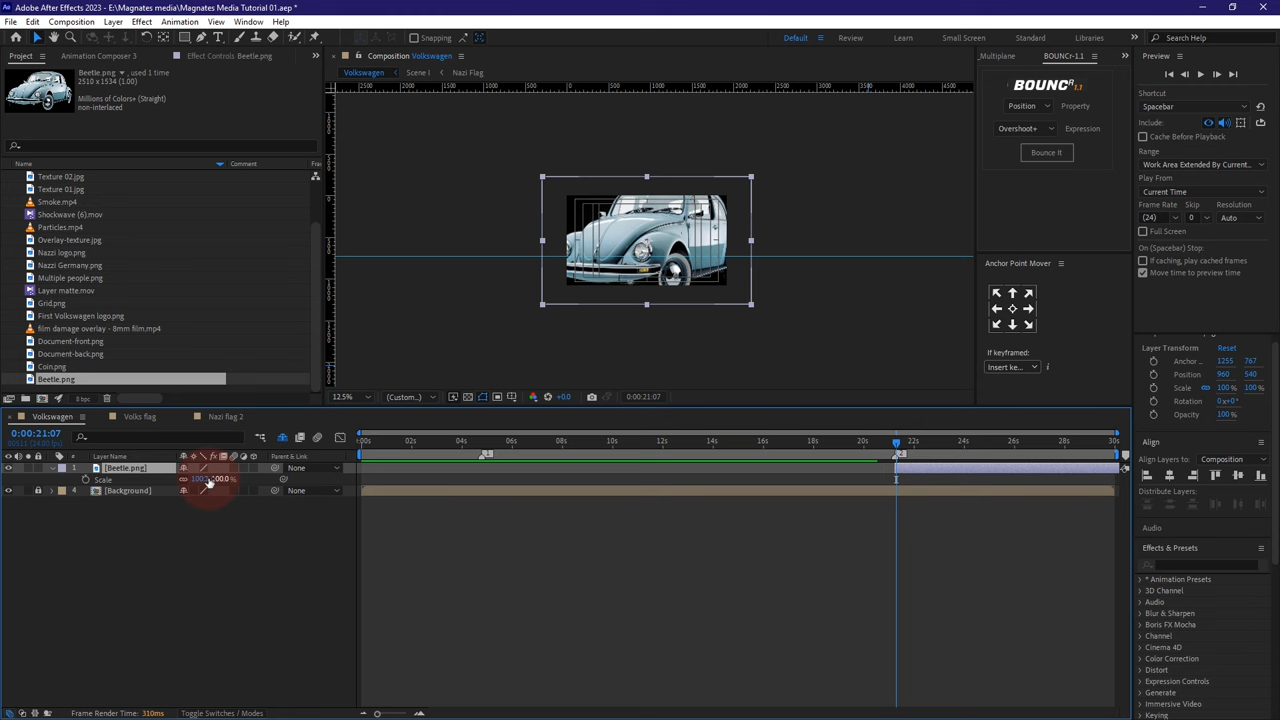 Adobe After Effects 2023 - E:\Magnates media\Magnates Media Tutorial 01.aep *
File Edit Composition Layer Effect Animation View Window Help
Snapping
Default Review Learn Small Screen Standard Libraries Search Help
Project Animation Composer 3 Effect Controls Beetle.png
Composition Volkswagen
Multiplane BOUNCr-1.1
Preview
Beetle.png , used 1 time
2510 x 1534 (1.00)
Millions of Colors+ (Straight)
non-interlaced
Volkswagen Scene I Nazi Flag
Name Comment Fra
Texture 02.jpg
Texture 01.jpg
Smoke.mp4
Shockwave (6).mov
Particles.mp4
Overlay-texture.jpg
Nazzi logo.png
Nazzi Germany.png
Multiple people.png
Layer matte.mov
Grid.png
First Volkswagen logo.png
film damage overlay - 8mm film.mp4
Document-front.png
Document-back.png
Coin.png
Beetle.png
8 bpc
12.5% (Custom...) +0.0 0:00:21:07
BOUNCR 1.1
Position Property
Overshoot+ Expression
Bounce It
Anchor Point Mover
If keyframed:
Insert ke...
Shortcut
Spacebar
Include:
Cache Before Playback
Range
Work Area Extended By Current...
Play From
Current Time
Frame Rate Skip Resolution
(24) 0 Auto
Full Screen
On (Spacebar) Stop:
If caching, play cached frames
Move time to preview time
Layer Transform Reset
Anchor ... 1255 767
Position 960 540
Scale 100 % 100 %
Rotation 0x+0°
Opacity 100 %
Align
Align Layers to: Composition
Distribute Layers:
Audio
Effects & Presets
* Animation Presets
3D Channel
Audio
Blur & Sharpen
Boris FX Mocha
Channel
Cinema 4D
Color Correction
Distort
Expression Controls
Generate
Immersive Video
Keying
Volkswagen Volks flag Nazi flag 2
0:00:21:07
# Layer Name Parent & Link
:00s 02s 04s 06s 08s 10s 12s 14s 16s 18s 20s 22s 24s 26s 28s 30s
1 [Beetle.png] None
Scale
4 [Background] None
Frame Render Time: 310ms Toggle Switches / Modes